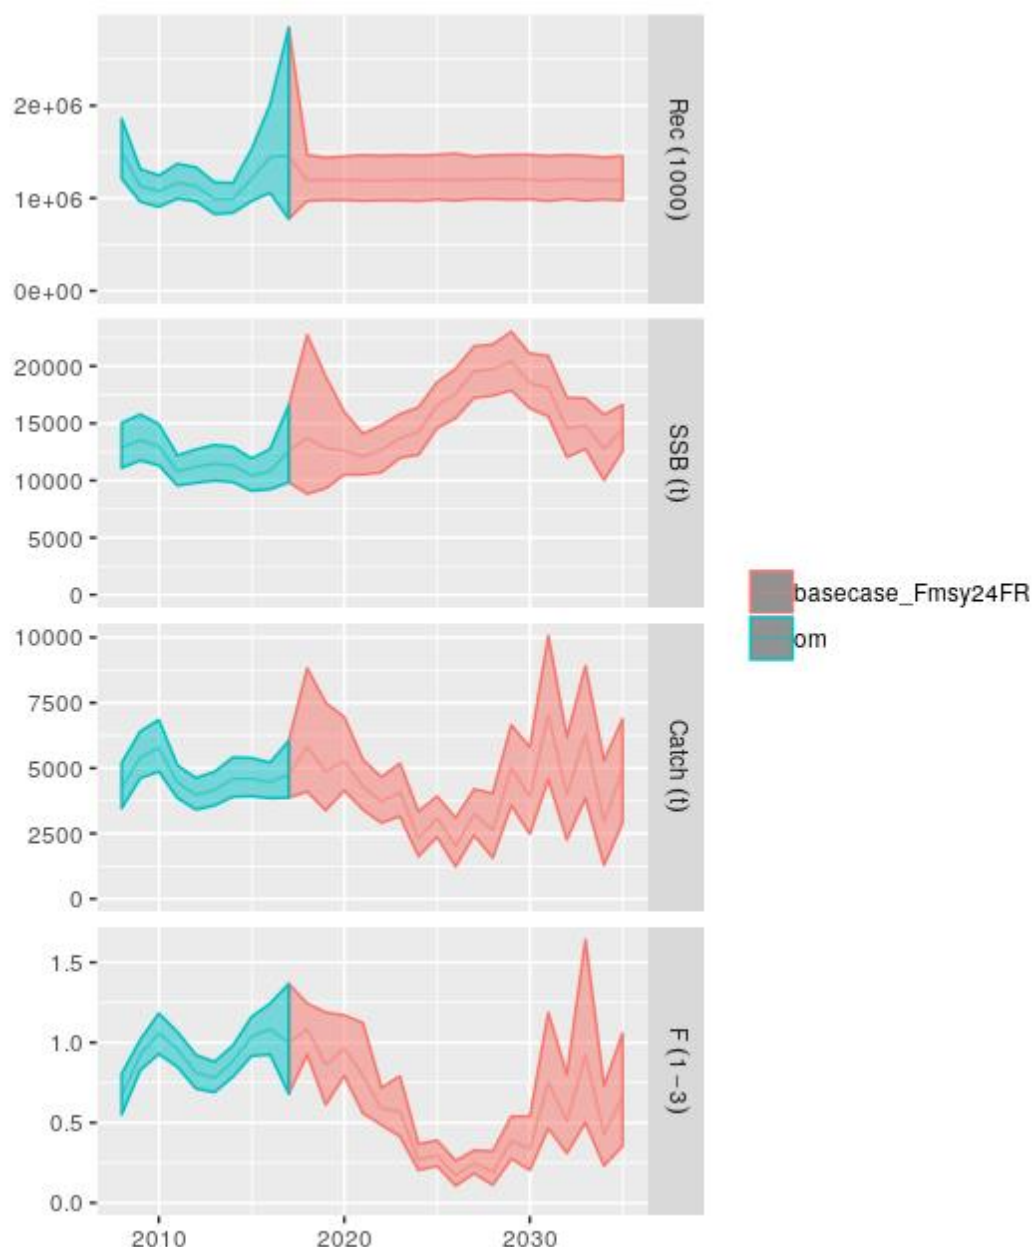 2e+06
1e+06
0e+00
Rec (1000)
20000
15000
10000
5000
0
SSB (t)
10000
7500
5000
2500
0
Catch (t)
1.5
1.0
0.5
0.0
F (1−3)
2010 2020 2030
basecase_Fmsy24FR
om